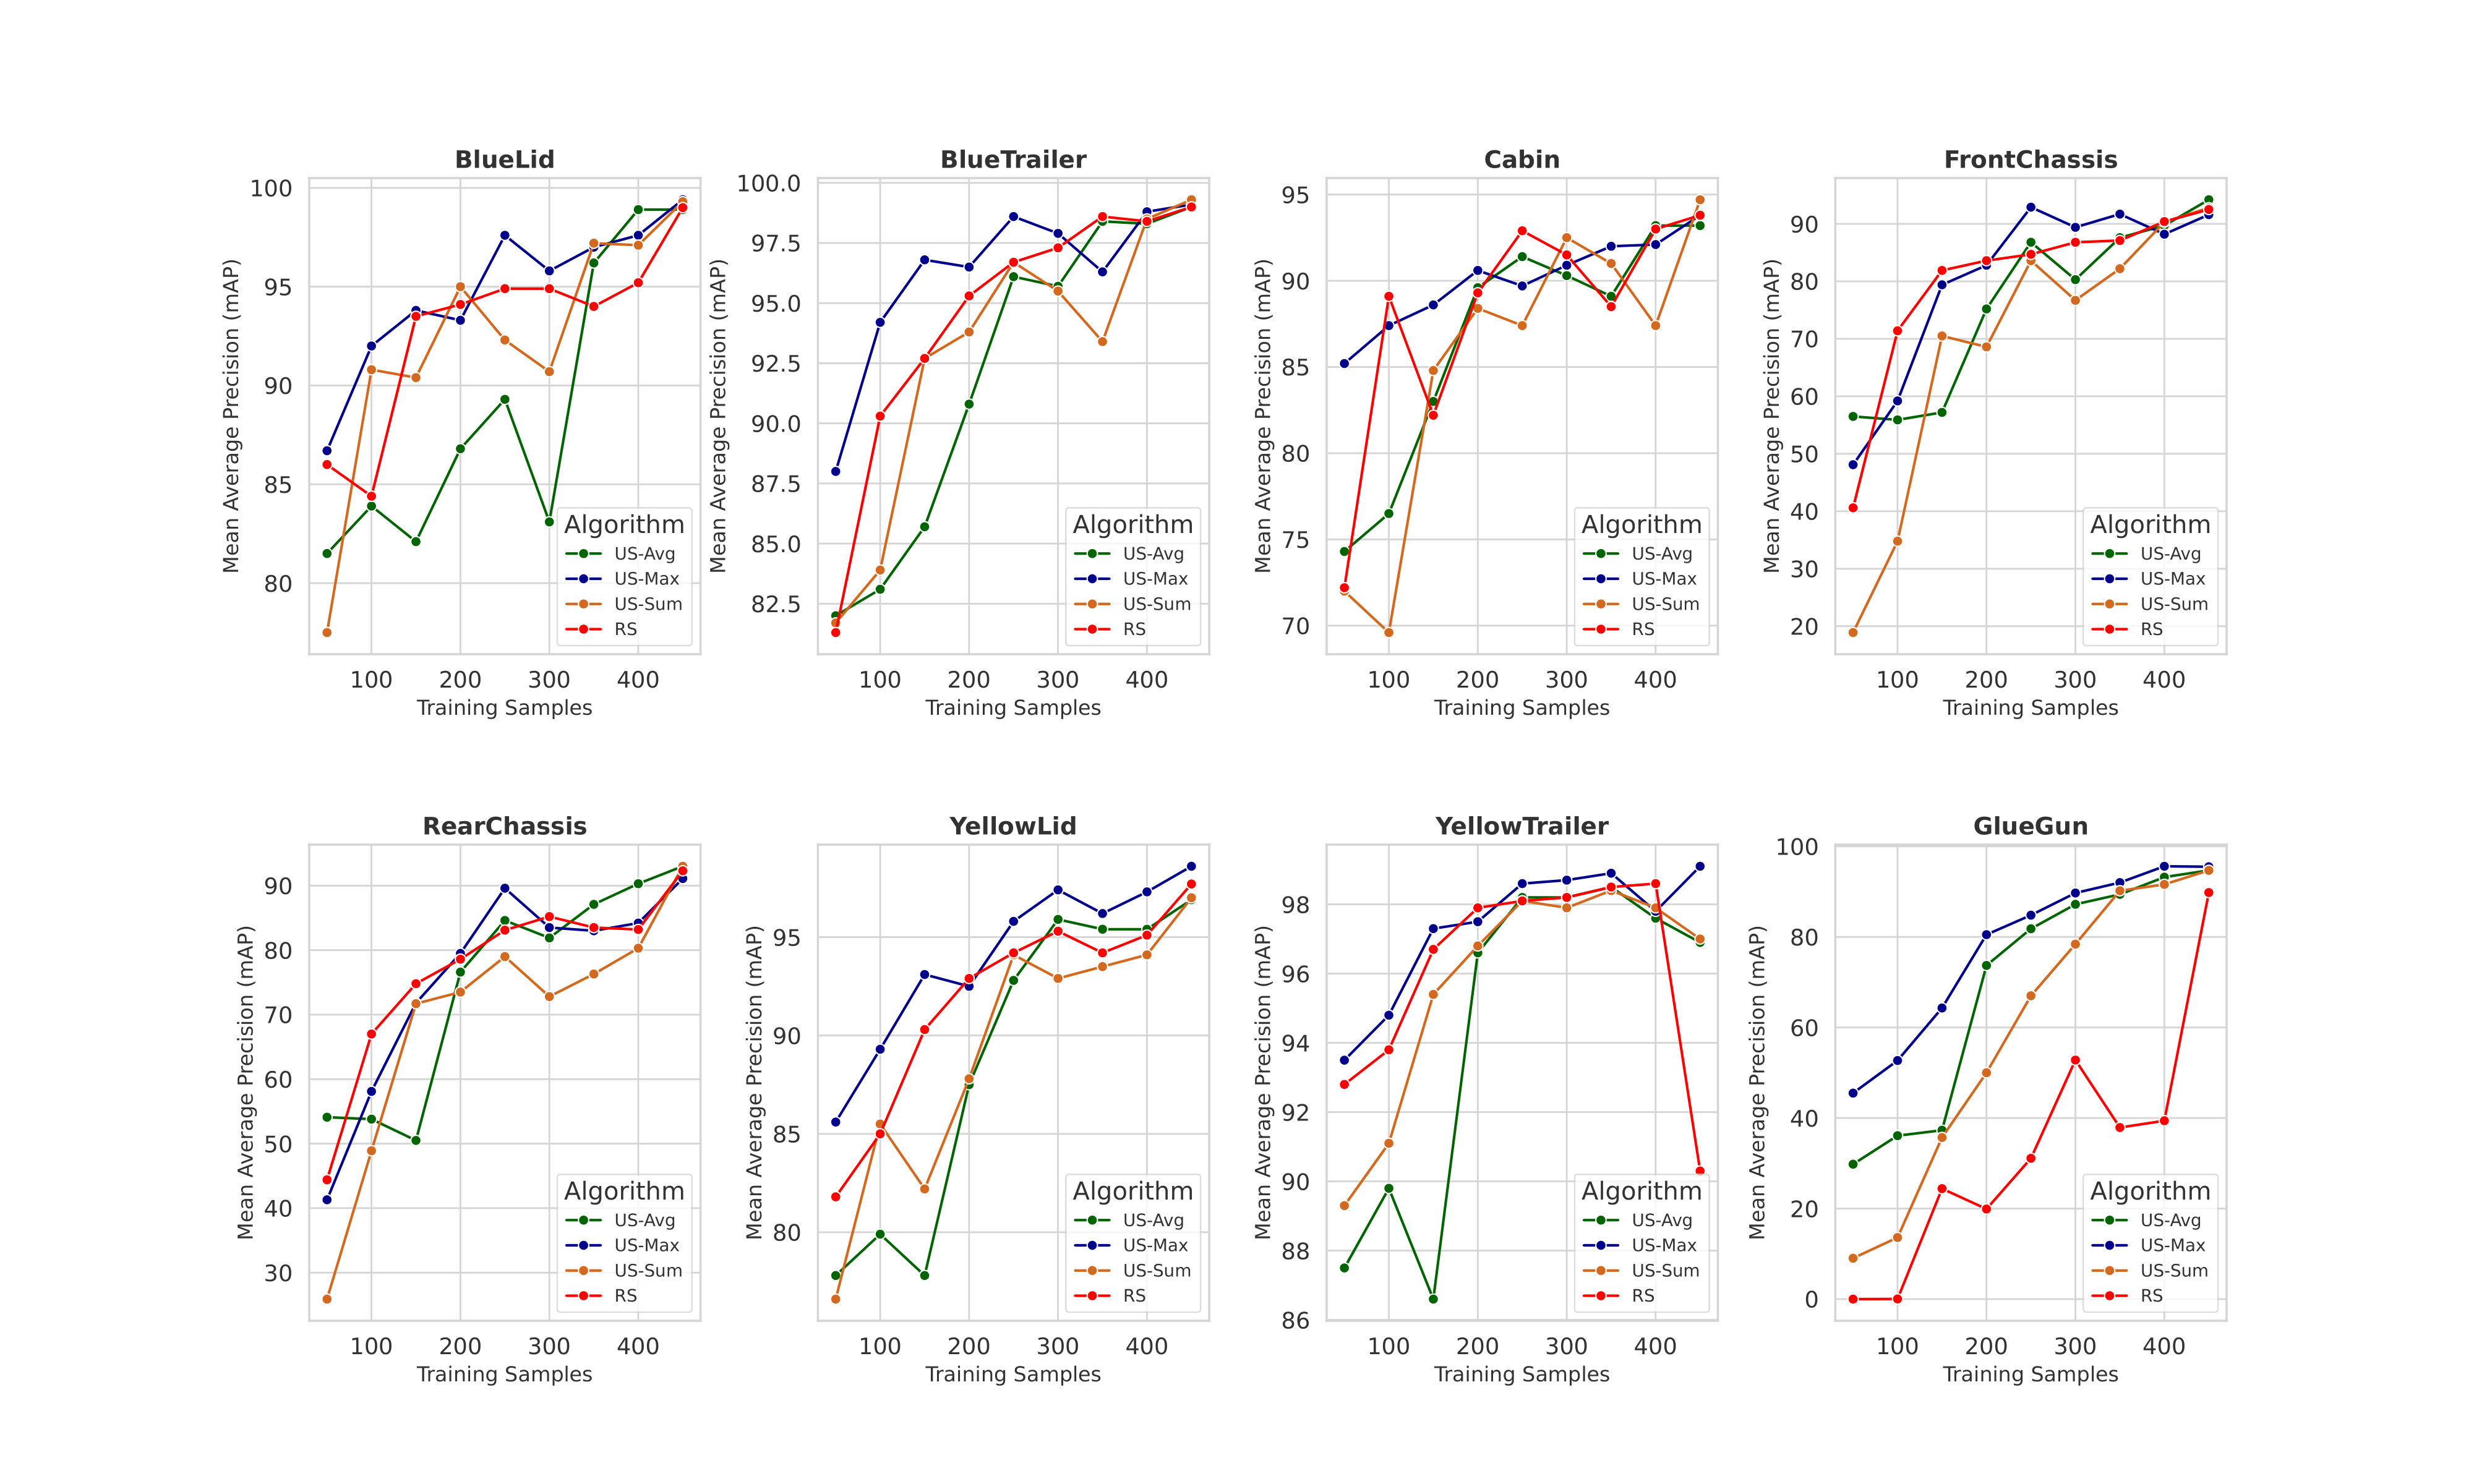 BlueLid
Mean Average Precision (mAP)
100
95
90
85
80
Algorithm
US-Avg
US-Max
US-Sum
RS
100 200 300 400
Training Samples
BlueTrailer
Mean Average Precision (mAP)
100.0
97.5
95.0
92.5
90.0
87.5
85.0
82.5
Algorithm
US-Avg
US-Max
US-Sum
RS
100 200 300 400
Training Samples
Cabin
Mean Average Precision (mAP)
95
90
85
80
75
70
Algorithm
US-Avg
US-Max
US-Sum
RS
100 200 300 400
Training Samples
FrontChassis
Mean Average Precision (mAP)
90
80
70
60
50
40
30
20
Algorithm
US-Avg
US-Max
US-Sum
RS
100 200 300 400
Training Samples
RearChassis
Mean Average Precision (mAP)
90
80
70
60
50
40
30
Algorithm
US-Avg
US-Max
US-Sum
RS
100 200 300 400
Training Samples
YellowLid
Mean Average Precision (mAP)
95
90
85
80
Algorithm
US-Avg
US-Max
US-Sum
RS
100 200 300 400
Training Samples
YellowTrailer
Mean Average Precision (mAP)
98
96
94
92
90
88
86
Algorithm
US-Avg
US-Max
US-Sum
RS
100 200 300 400
Training Samples
GlueGun
Mean Average Precision (mAP)
100
80
60
40
20
0
Algorithm
US-Avg
US-Max
US-Sum
RS
100 200 300 400
Training Samples